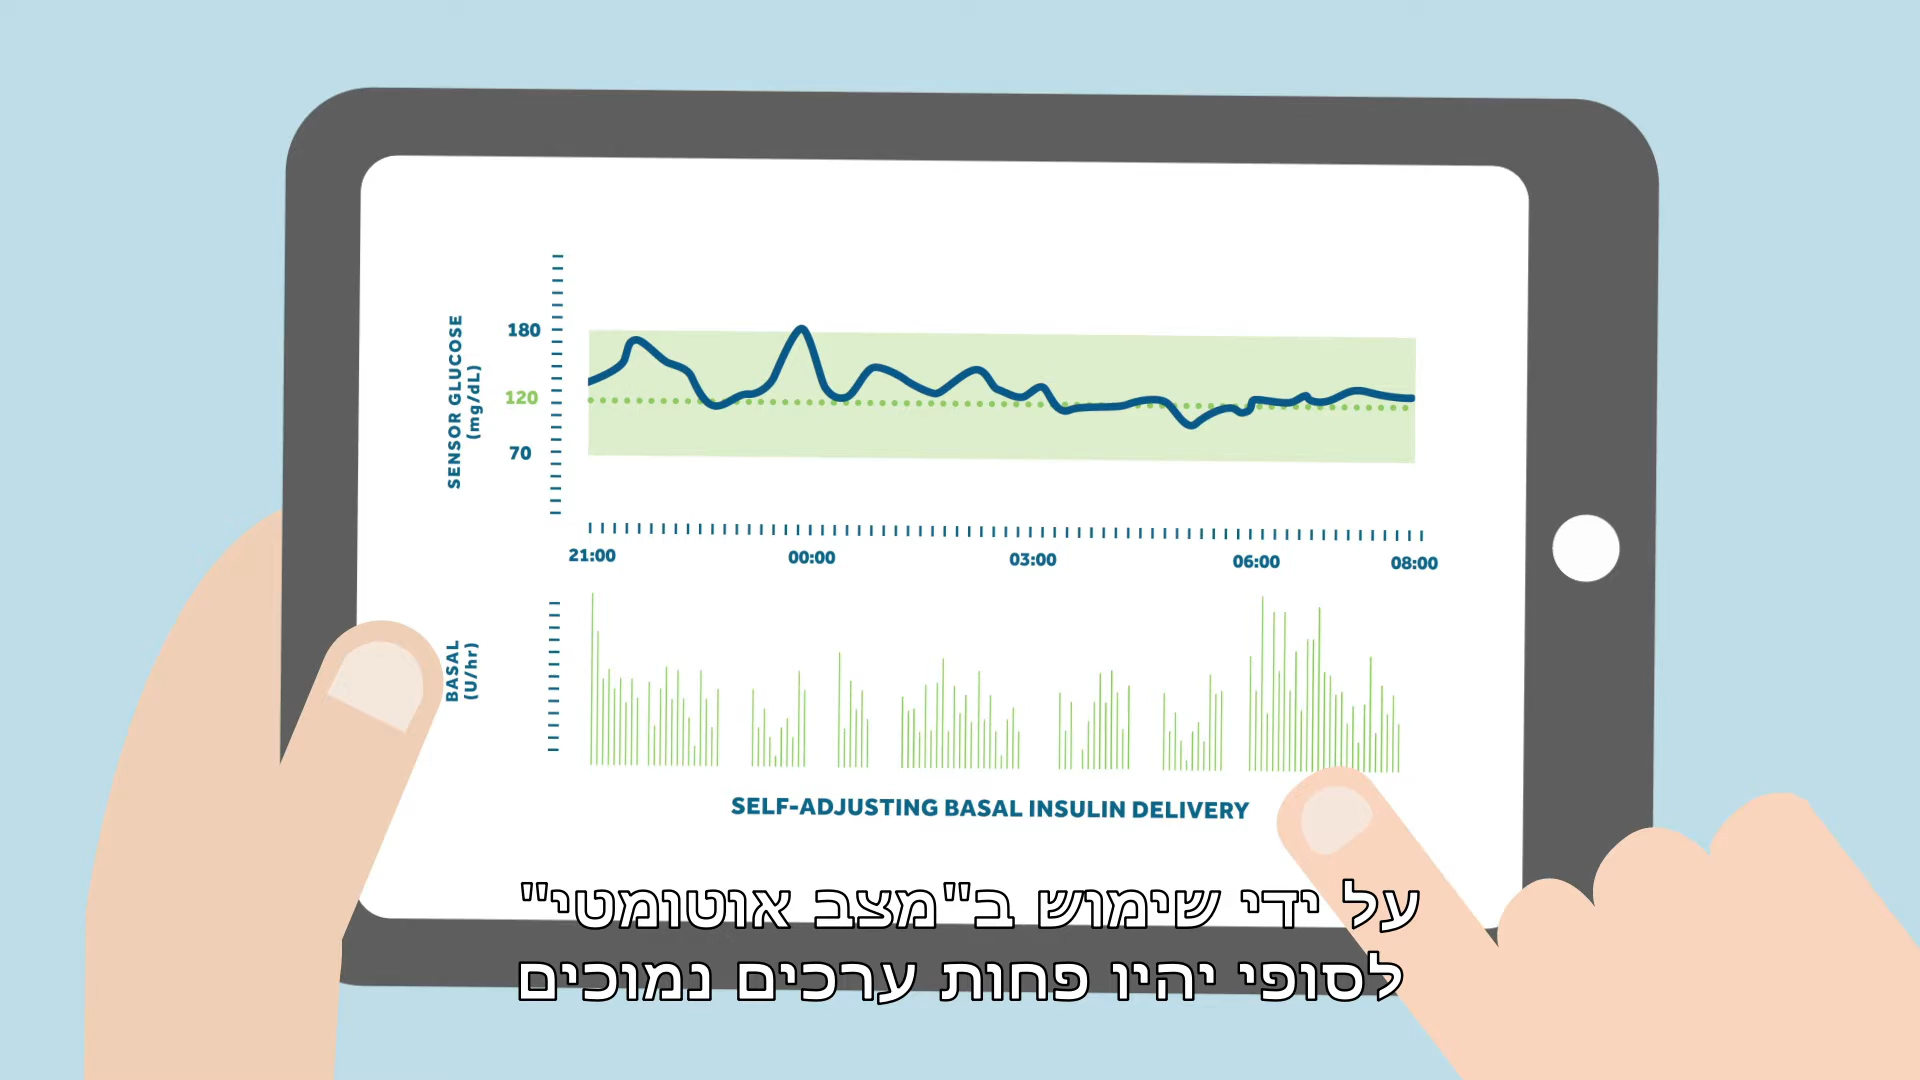 SENSOR GLUCOSE
(mg/dL)
180
120
70
21:00
00:00
03:00
06:00
08:00
BASAL
(U/hr)
SELF-ADJUSTING BASAL INSULIN DELIVERY
על ידי שימוש ב"מצב אוטומטי"
לסופי יהיו פחות ערכים נמוכים